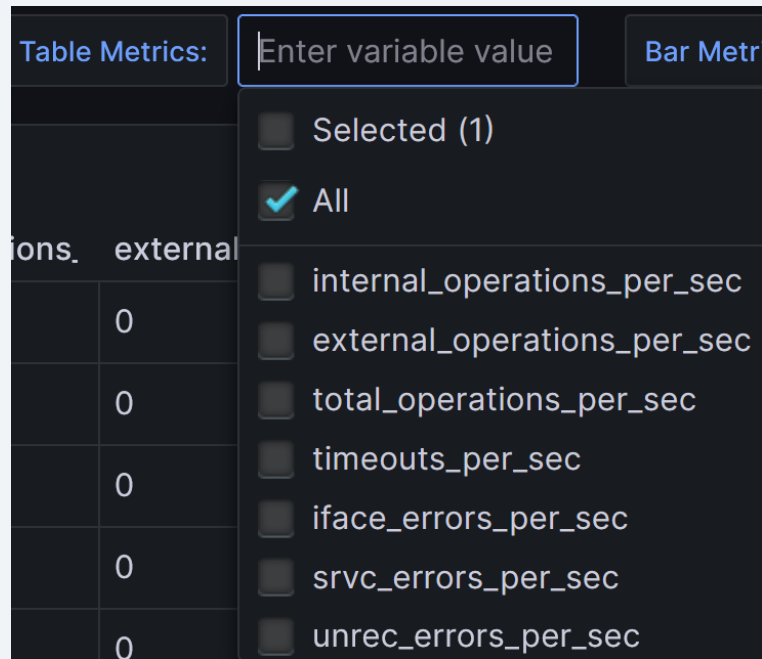 Table Metrics: Enter variable value Bar Metr
Selected (1)
All
ions_ external
internal_operations_per_sec
0
external_operations_per_sec
total_operations_per_sec
0
timeouts_per_sec
0
iface_errors_per_sec
0
srvc_errors_per_sec
0
unrec_errors_per_sec